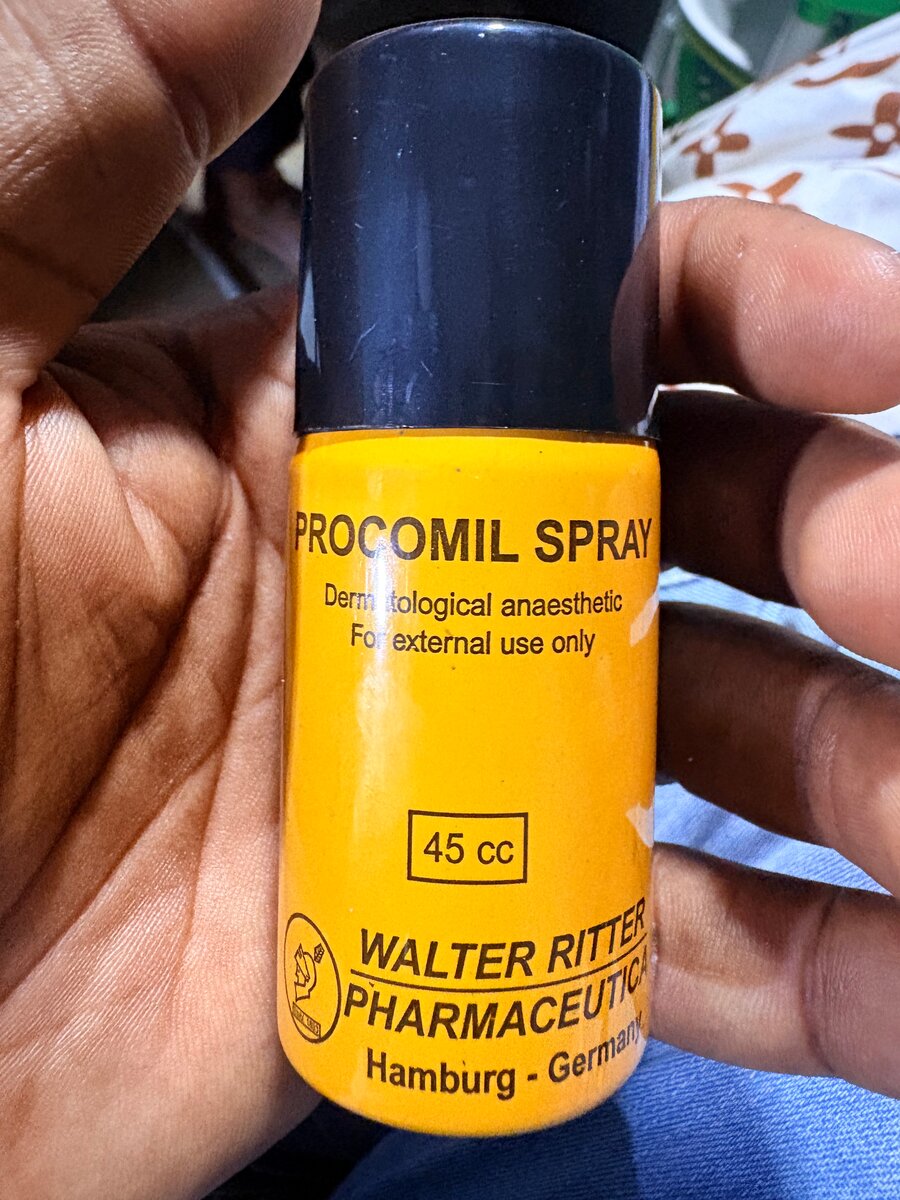 PROCOMIL SPRAY
Dermatological anaesthetic
For external use only
45 cc
WALTER RITTER
PHARMACEUTICA
Hamburg - Germany